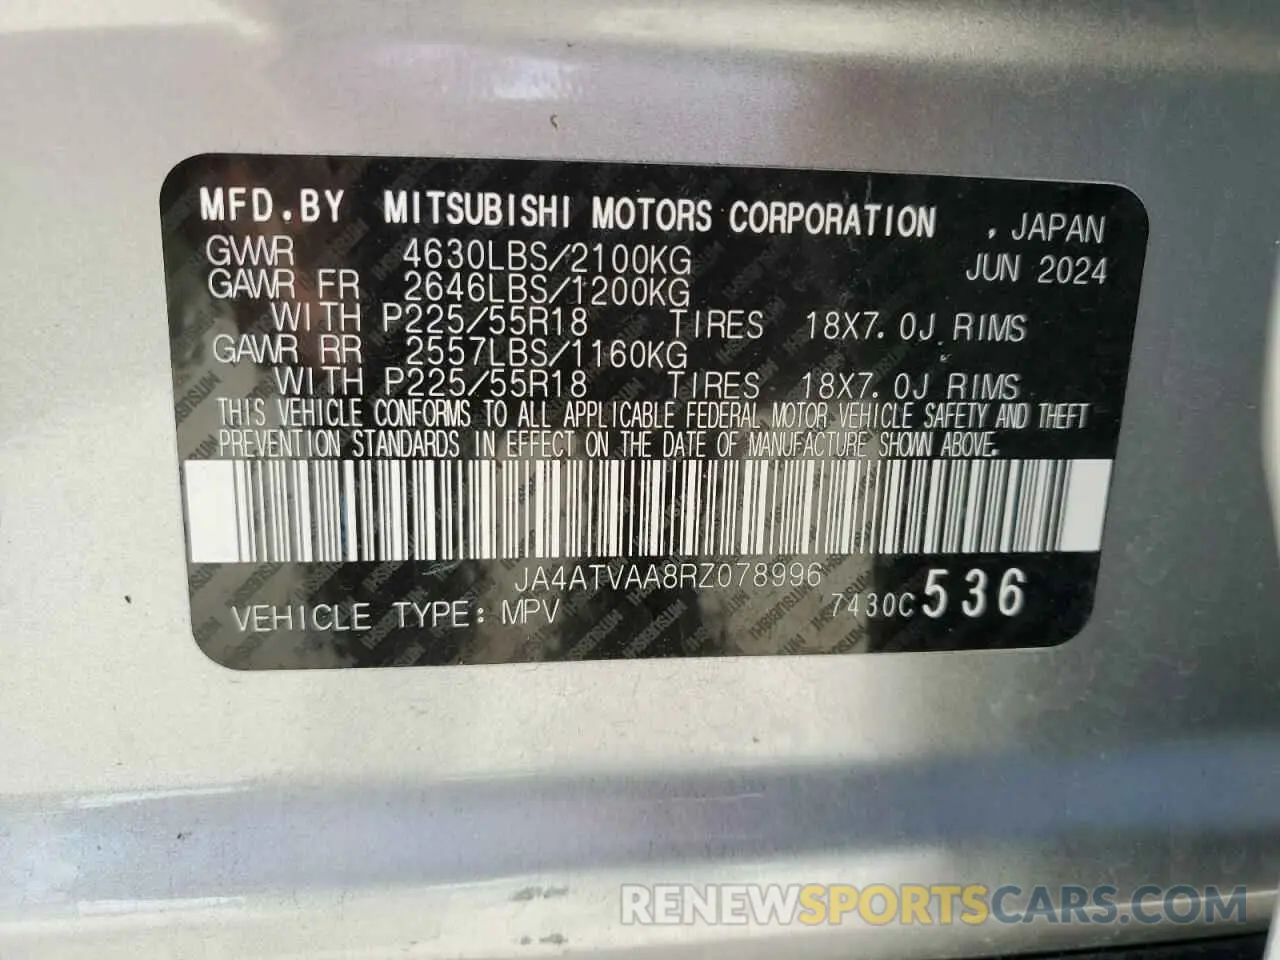 MFD.BY MITSUBISHI MOTORS CORPORATION , JAPAN
GVWR 4630LBS/2100KG JUN 2024
GAWR FR 2646LBS/1200KG
WITH P225/55R18 TIRES 18X7.0J RIMS
GAWR RR 2557LBS/1160KG
WITH P225/55R18 TIRES 18X7.0J RIMS
THIS VEHICLE CONFORMS TO ALL APPLICABLE FEDERAL MOTOR VEHICLE SAFETY AND THEFT
PREVENTION STANDARDS IN EFFECT ON THE DATE OF MANUFACTURE SHOWN ABOVE.
JA4ATVAA8RZ078996
VEHICLE TYPE: MPV 7430C 536
RENEWSPORTSCARS.COM